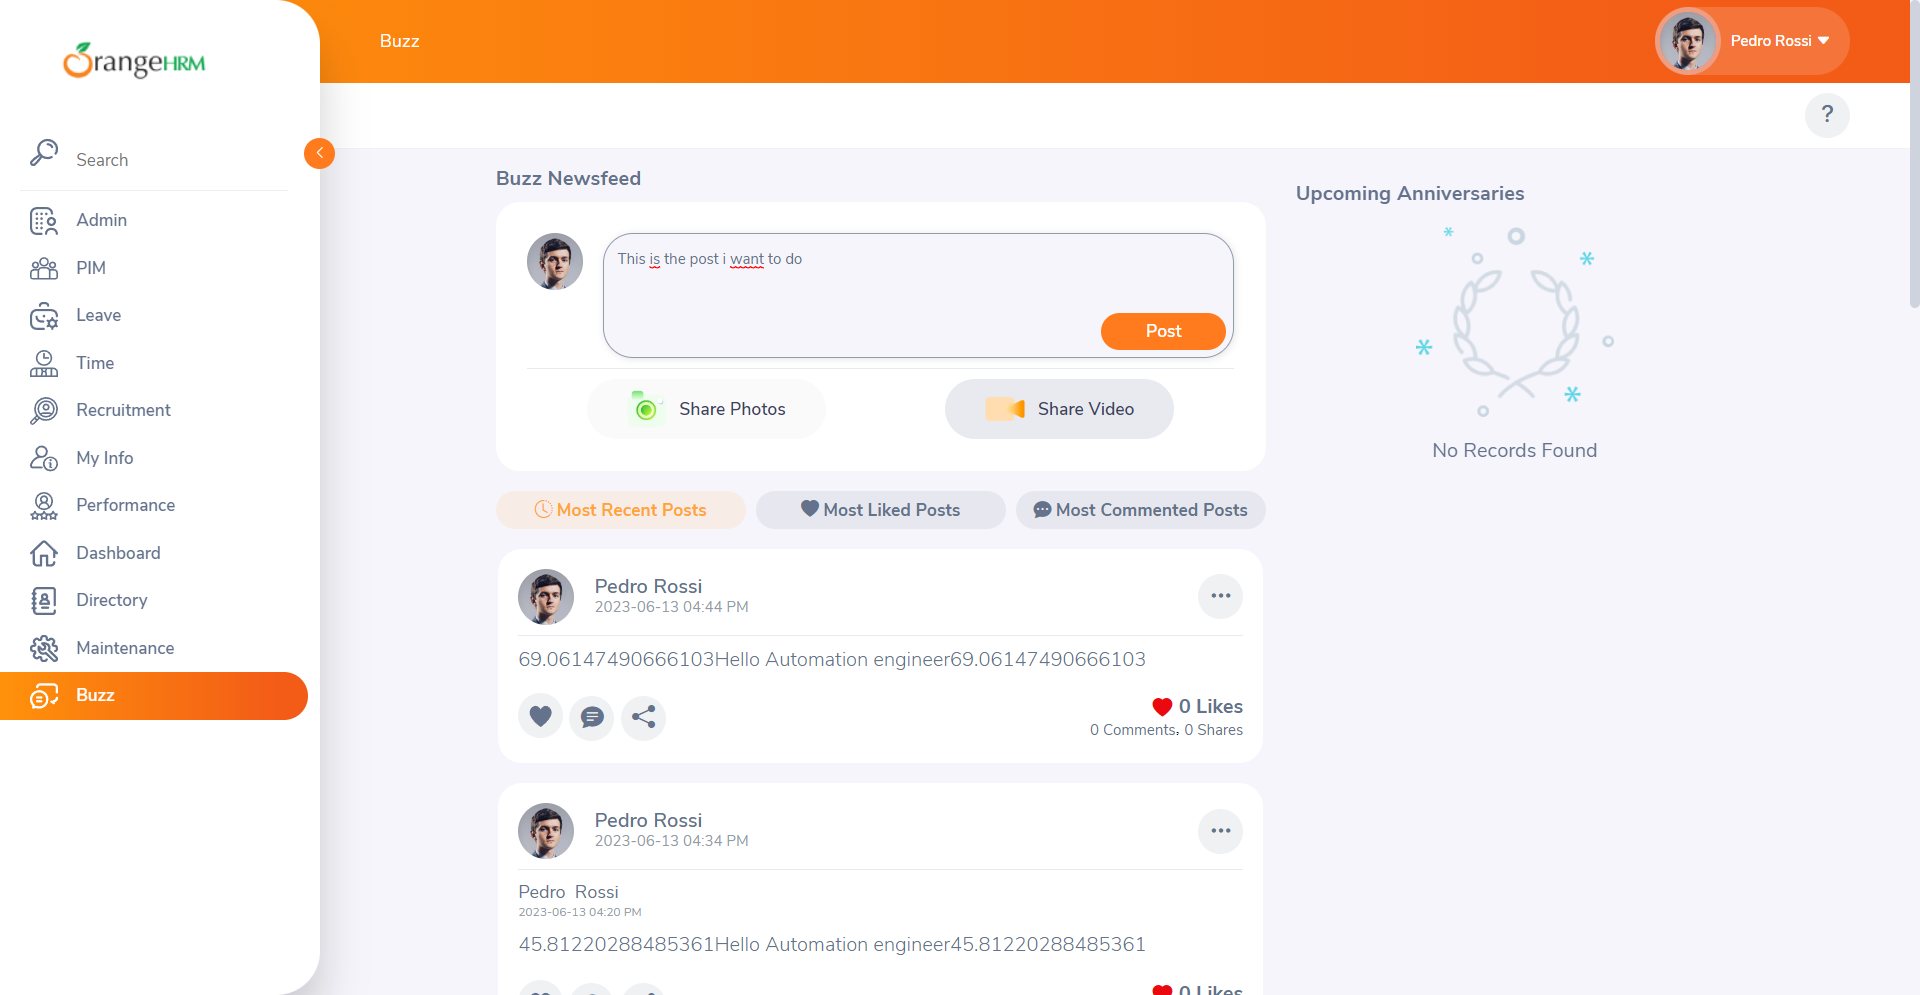 OrangeHRM
Buzz
Pedro Rossi
?
Search
Admin
PIM
Leave
Time
Recruitment
My Info
Performance
Dashboard
Directory
Maintenance
Buzz
Buzz Newsfeed
This is the post i want to do
Post
Share Photos
Share Video
Most Recent Posts
Most Liked Posts
Most Commented Posts
Pedro Rossi
2023-06-13 04:44 PM
69.06147490666103Hello Automation engineer69.06147490666103
0 Likes
0 Comments, 0 Shares
Pedro Rossi
2023-06-13 04:34 PM
Pedro  Rossi
2023-06-13 04:20 PM
45.81220288485361Hello Automation engineer45.81220288485361
0 Likes
Upcoming Anniversaries
No Records Found